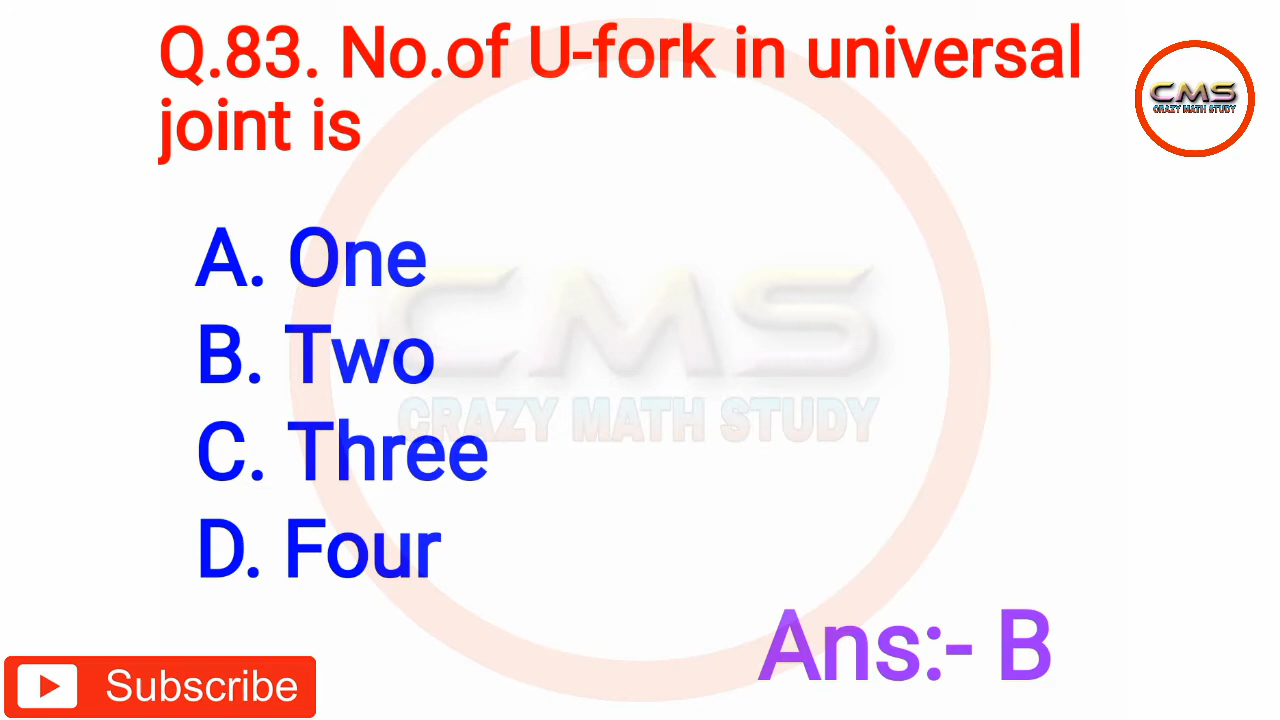 Q.83. No.of U-fork in universal
joint is
CMS
CRAZY MATH STUDY
A. One
B. Two
C. Three
D. Four
CMS
CRAZY MATH STUDY
Ans:- B
Subscribe